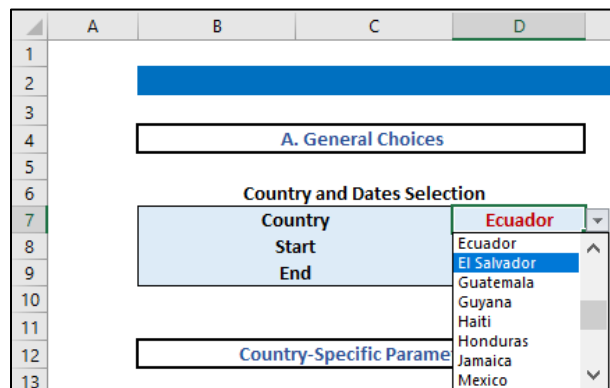 A B C D
1
2
3
4 A. General Choices
5
6 Country and Dates Selection
7 Country Ecuador
8 Start Ecuador
9 End El Salvador
Guatemala
10 Guyana
11 Haiti
Honduras
12 Country-Specific Parame Jamaica
13 Mexico